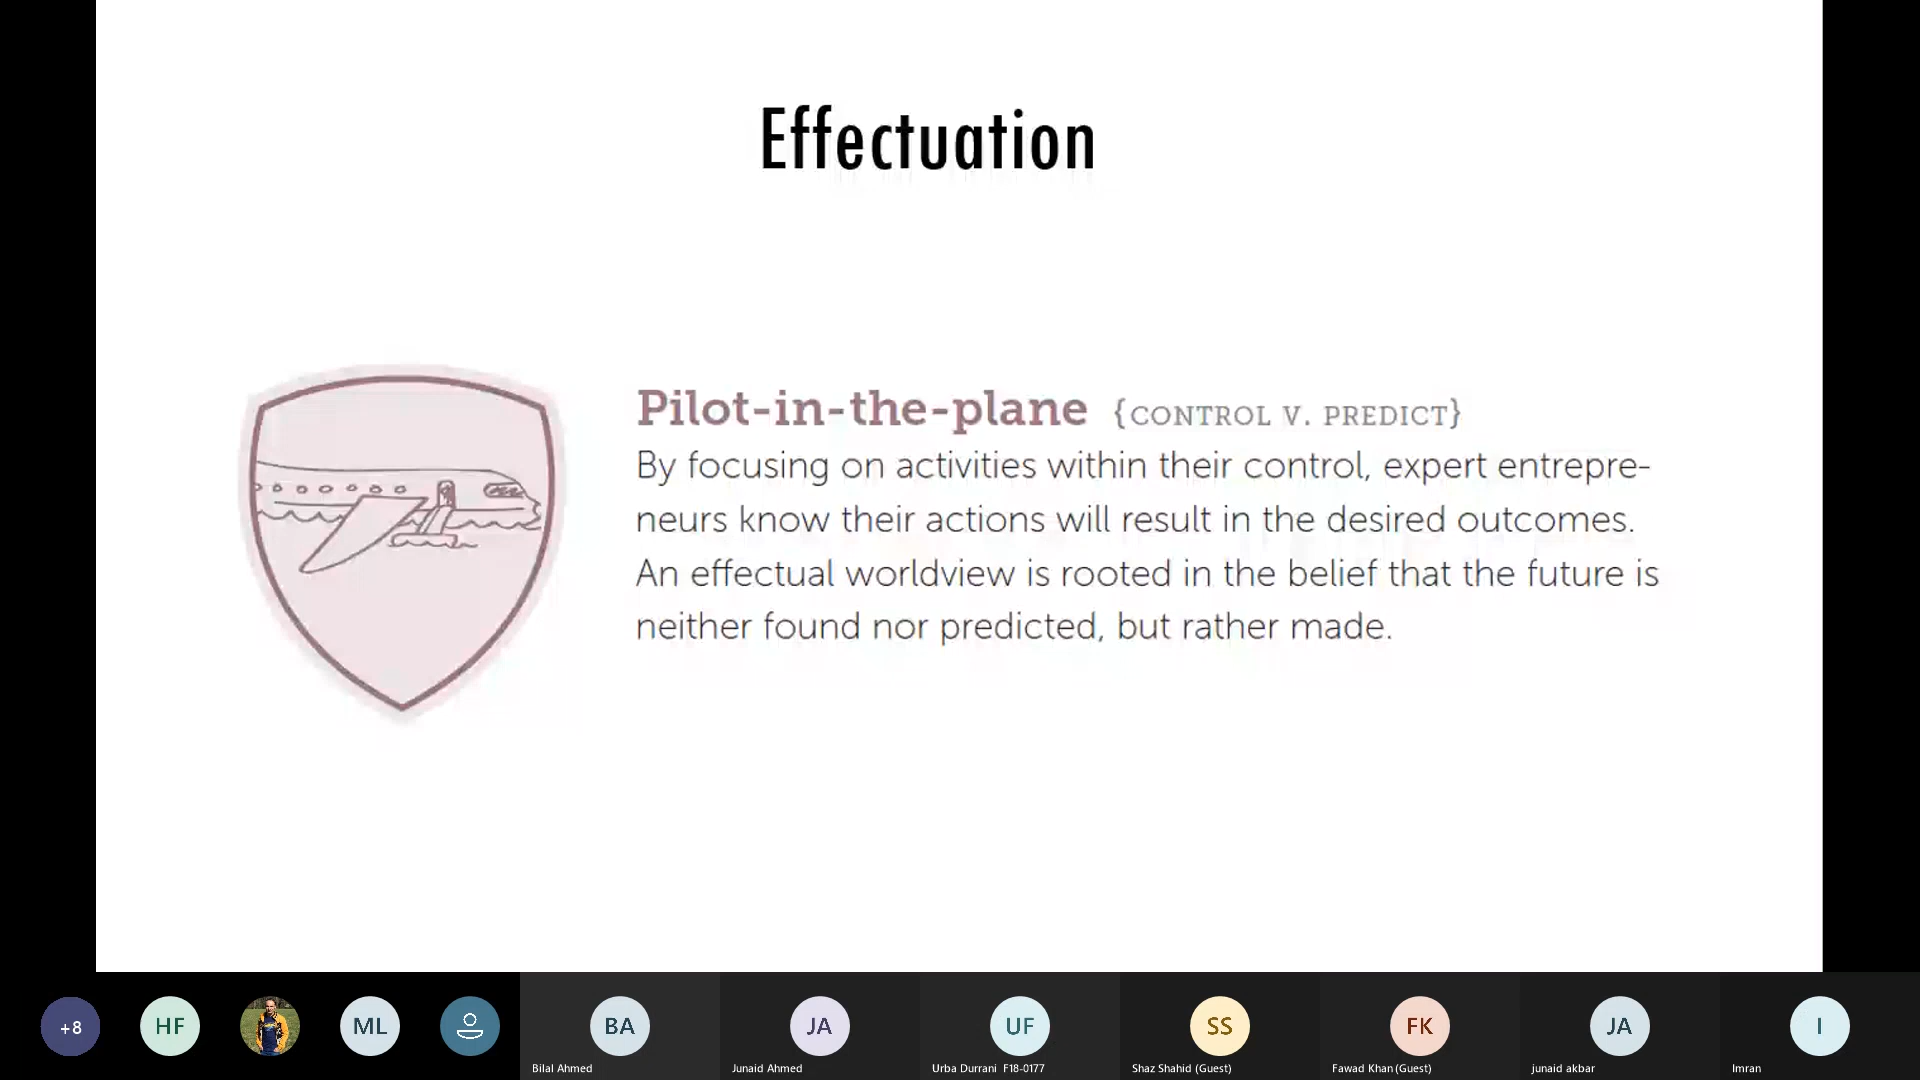 Effectuation
Pilot-in-the-plane {CONTROL V. PREDICT}
By focusing on activities within their control, expert entrepre-
neurs know their actions will result in the desired outcomes.
An effectual worldview is rooted in the belief that the future is
neither found nor predicted, but rather made.
+8 HF ML BA JA UF SS FK JA I
Bilal Ahmed Junaid Ahmed Urba Durrani F18-0177 Shaz Shahid (Guest) Fawad Khan (Guest) junaid akbar Imran